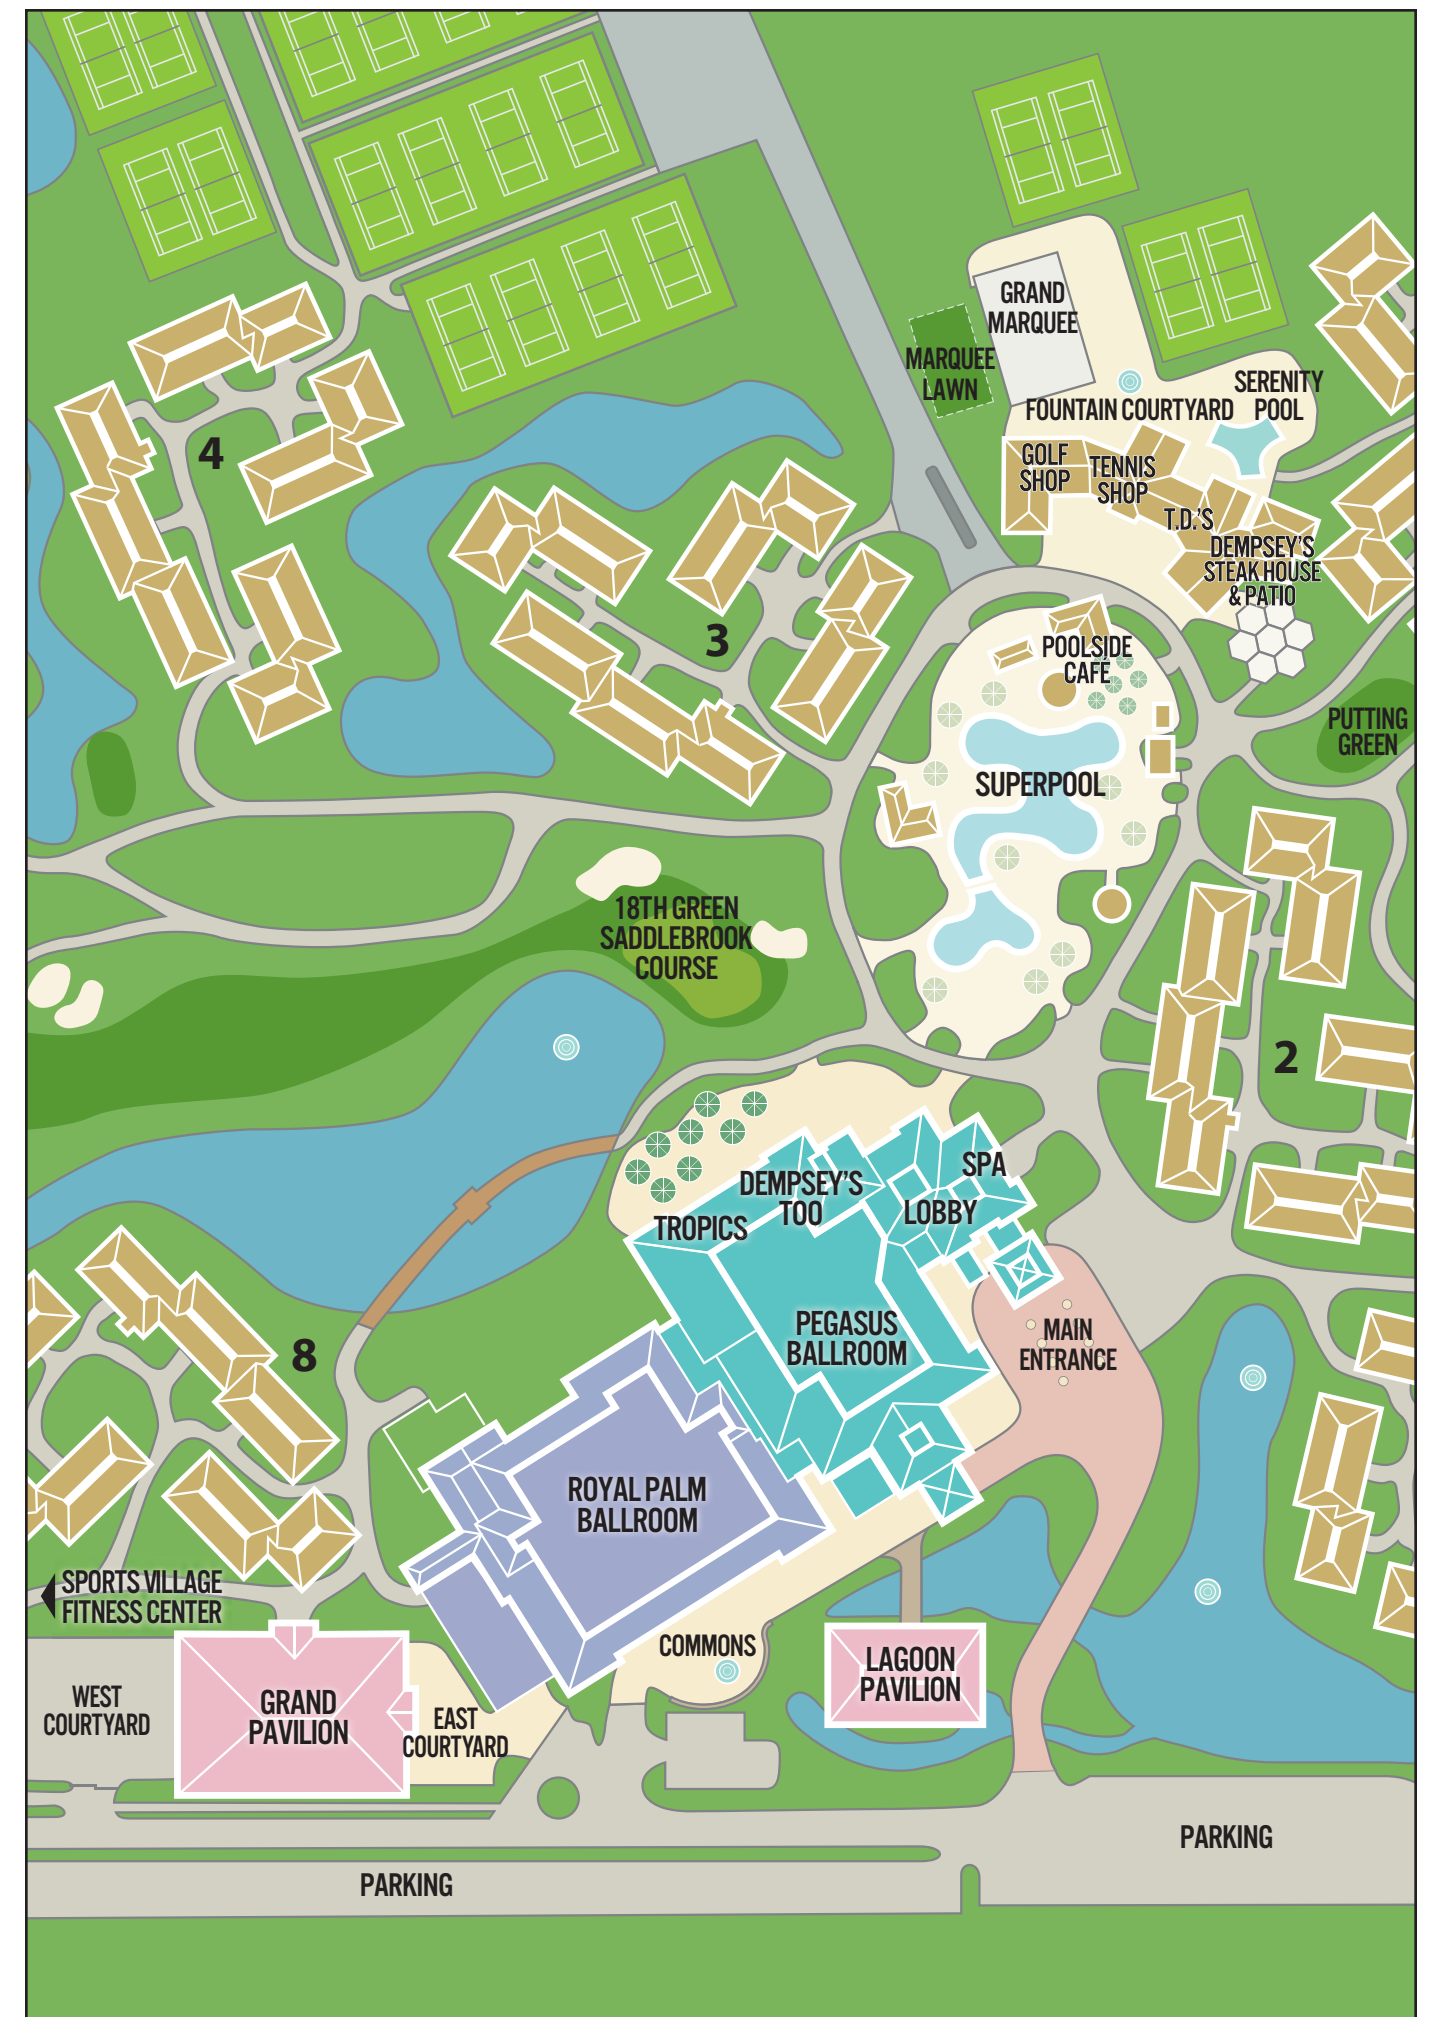 GRAND
MARQUEE
MARQUEE
LAWN
SERENITY
POOL
FOUNTAIN COURTYARD
GOLF
SHOP
TENNIS
SHOP
T.D.'S
DEMPSEY'S
STEAK HOUSE
& PATIO
4
3
POOLSIDE
CAFÉ
PUTTING
GREEN
SUPERPOOL
18TH GREEN
SADDLEBROOK
COURSE
2
SPA
DEMPSEY'S
TOO
LOBBY
TROPICS
PEGASUS
BALLROOM
MAIN
ENTRANCE
8
ROYAL PALM
BALLROOM
SPORTS VILLAGE
FITNESS CENTER
COMMONS
LAGOON
PAVILION
WEST
COURTYARD
GRAND
PAVILION
EAST
COURTYARD
PARKING
PARKING